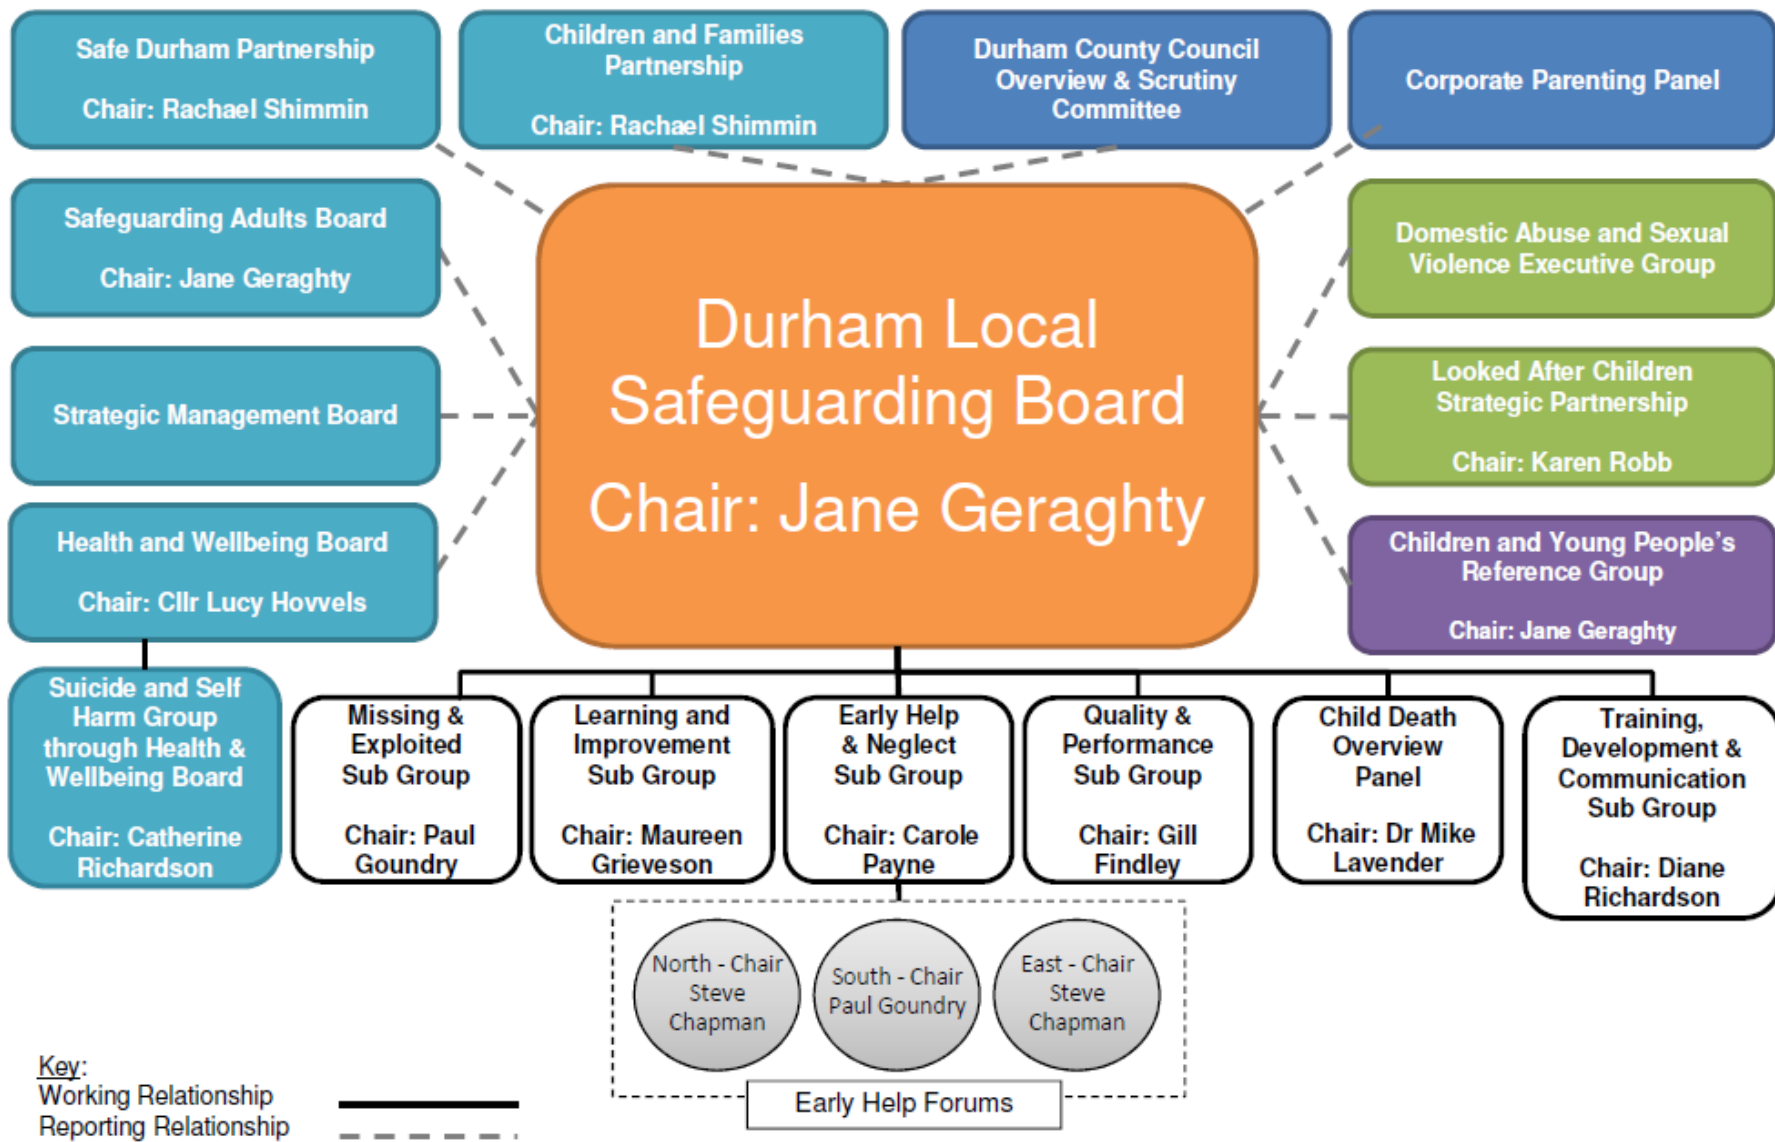 Safe Durham Partnership
Chair: Rachael Shimmin
Children and Families
Partnership
Chair: Rachael Shimmin
Durham County Council
Overview & Scrutiny
Committee
Corporate Parenting Panel
Safeguarding Adults Board
Chair: Jane Geraghty
Strategic Management Board
Health and Wellbeing Board
Chair: Cllr Lucy Hovvels
Durham Local
Safeguarding Board
Chair: Jane Geraghty
Domestic Abuse and Sexual
Violence Executive Group
Looked After Children
Strategic Partnership
Chair: Karen Robb
Children and Young People’s
Reference Group
Chair: Jane Geraghty
Suicide and Self
Harm Group
through Health &
Wellbeing Board
Chair: Catherine
Richardson
Missing &
Exploited
Sub Group
Chair: Paul
Goundry
Learning and
Improvement
Sub Group
Chair: Maureen
Grieveson
Early Help
& Neglect
Sub Group
Chair: Carole
Payne
Quality &
Performance
Sub Group
Chair: Gill
Findley
Child Death
Overview
Panel
Chair: Dr Mike
Lavender
Training,
Development &
Communication
Sub Group
Chair: Diane
Richardson
North - Chair
Steve
Chapman
South - Chair
Paul Goundry
East - Chair
Steve
Chapman
Early Help Forums
Key:
Working Relationship
Reporting Relationship